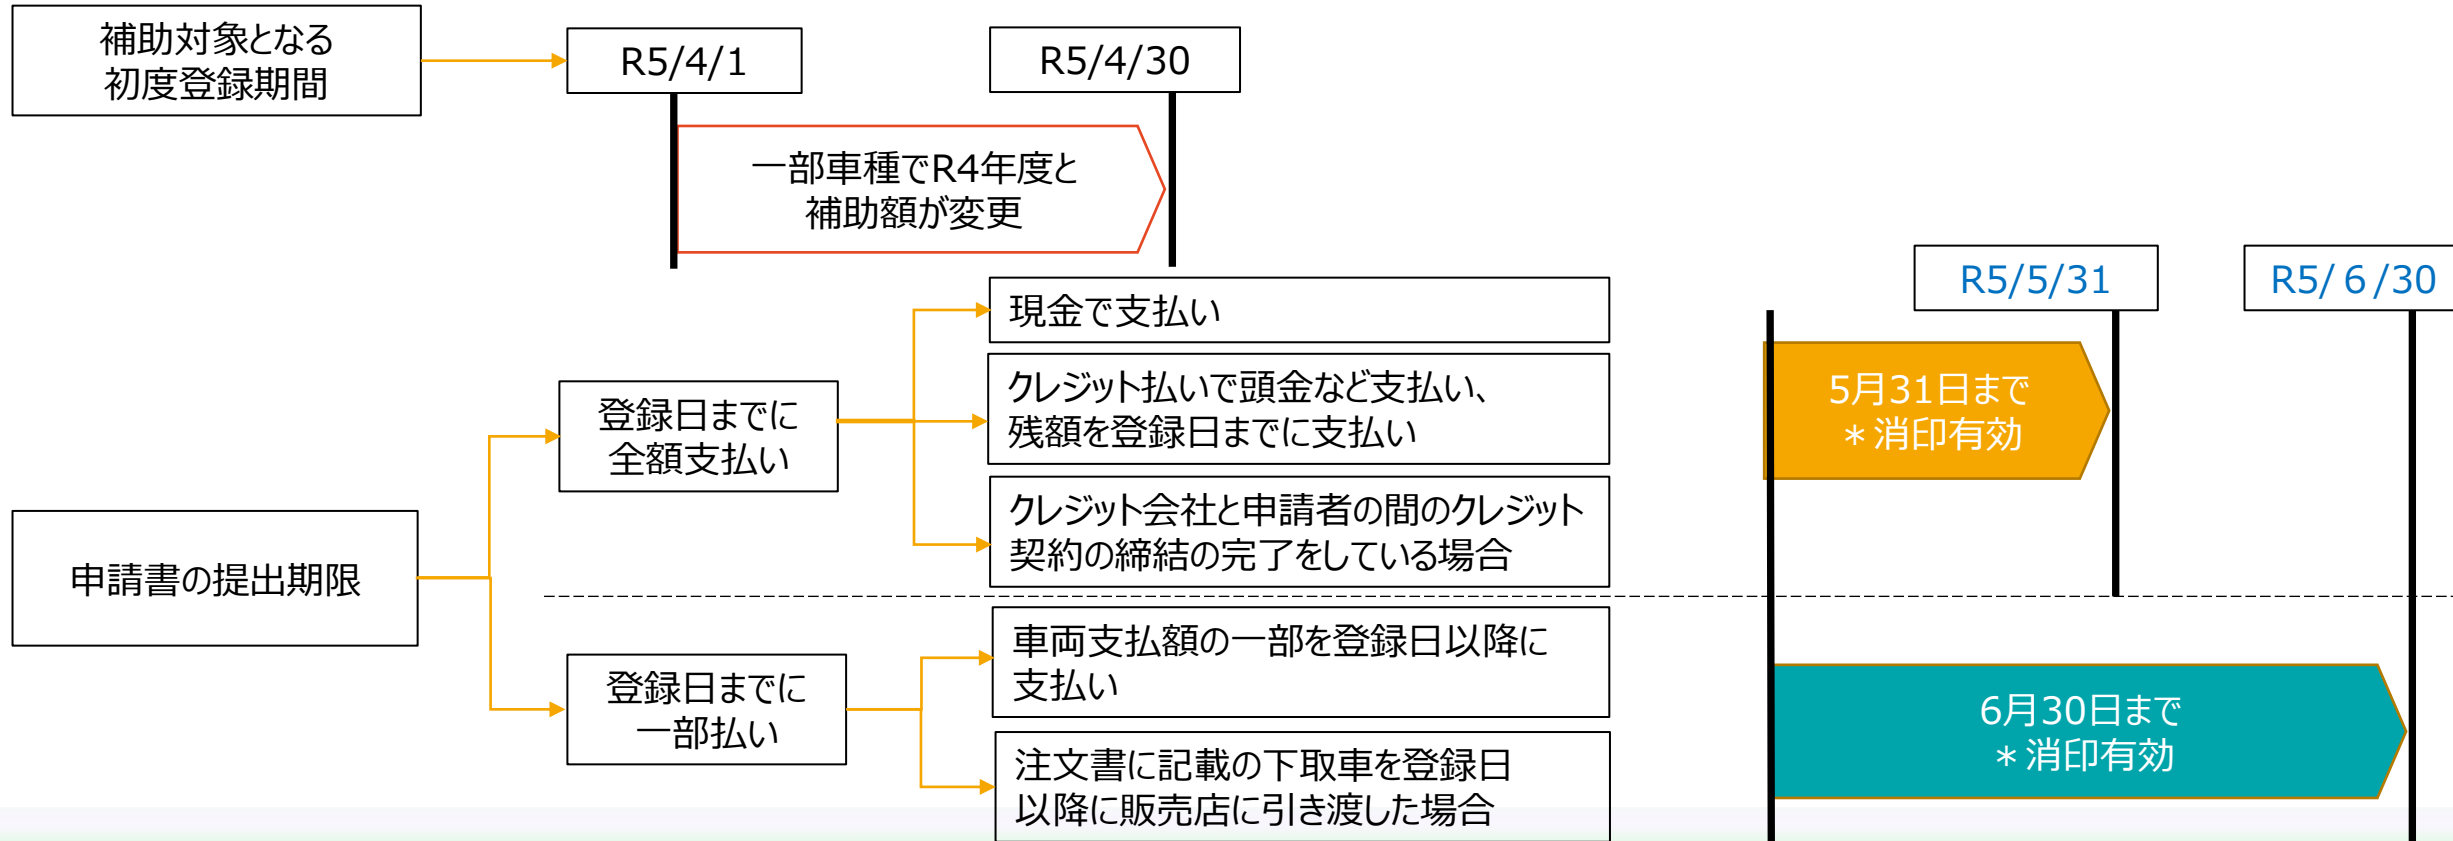 補助対象となる
初度登録期間
R5/4/1
R5/4/30
一部車種でR4年度と
補助額が変更
R5/5/31
R5/６/30
申請書の提出期限
登録日までに
全額支払い
現金で支払い
クレジット払いで頭金など支払い、
残額を登録日までに支払い
クレジット会社と申請者の間のクレジット
契約の締結の完了をしている場合
5月31日まで
＊消印有効
登録日までに
一部払い
車両支払額の一部を登録日以降に
支払い
注文書に記載の下取車を登録日
以降に販売店に引き渡した場合
6月30日まで
＊消印有効